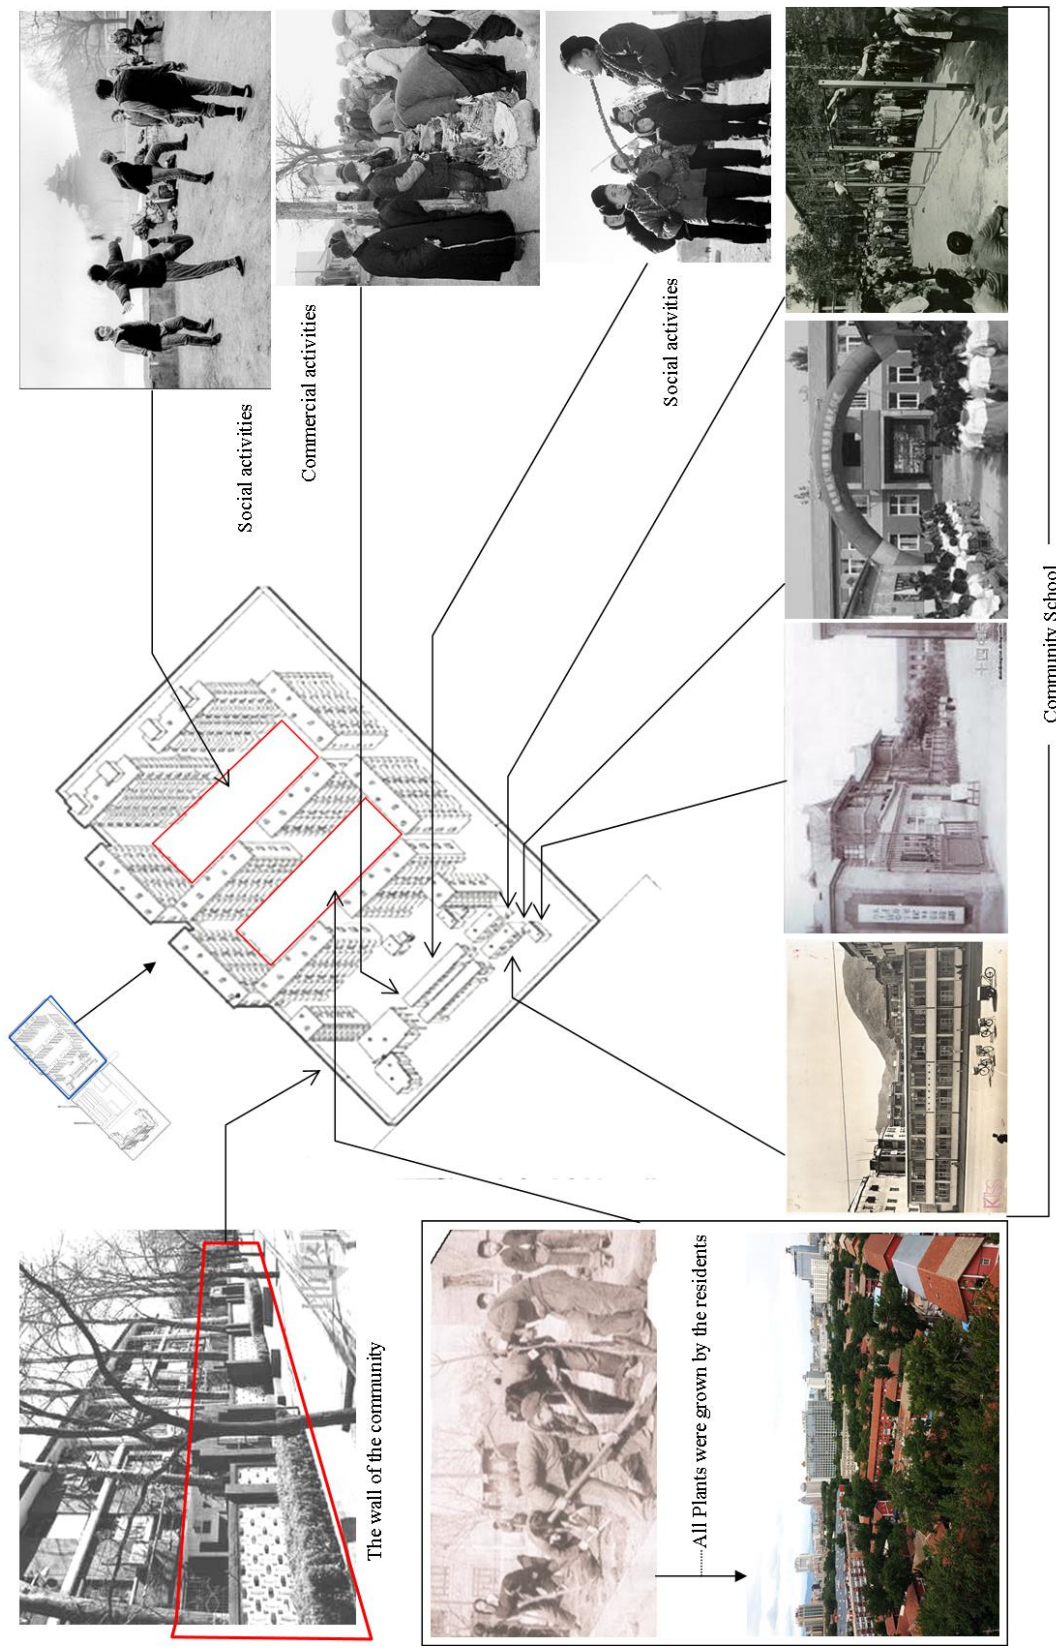 Social activities
Commercial activities
Social activities
Community School
The wall of the community
All Plants were grown by the residents